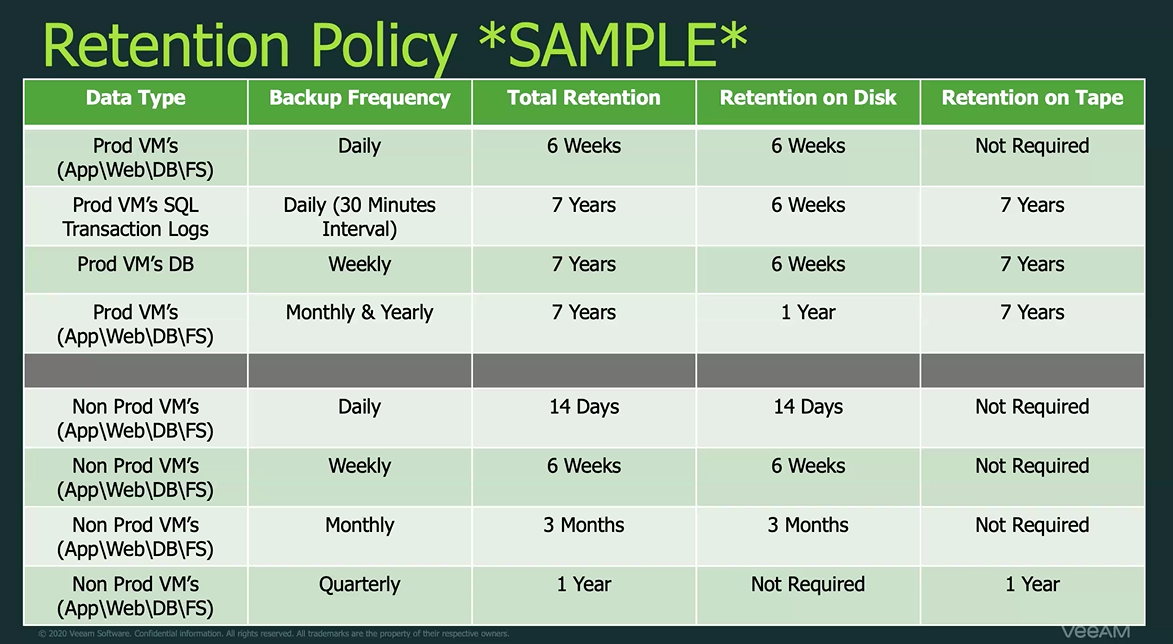 Retention Policy *SAMPLE*
Data Type Backup Frequency Total Retention Retention on Disk Retention on Tape
Prod VM's Daily 6 Weeks 6 Weeks Not Required
(App\Web\DB\FS)
Prod VM's SQL Daily (30 Minutes 7 Years 6 Weeks 7 Years
Transaction Logs Interval)
Prod VM's DB Weekly 7 Years 6 Weeks 7 Years
Prod VM's Monthly & Yearly 7 Years 1 Year 7 Years
(App\Web\DB\FS)
Non Prod VM's Daily 14 Days 14 Days Not Required
(App\Web\DB\FS)
Non Prod VM's Weekly 6 Weeks 6 Weeks Not Required
(App\Web\DB\FS)
Non Prod VM's Monthly 3 Months 3 Months Not Required
(App\Web\DB\FS)
Non Prod VM's Quarterly 1 Year Not Required 1 Year
(App\Web\DB\FS)
© 2020 Veeam Software. Confidential information. All rights reserved. All trademarks are the property of their respective owners.
veeAM